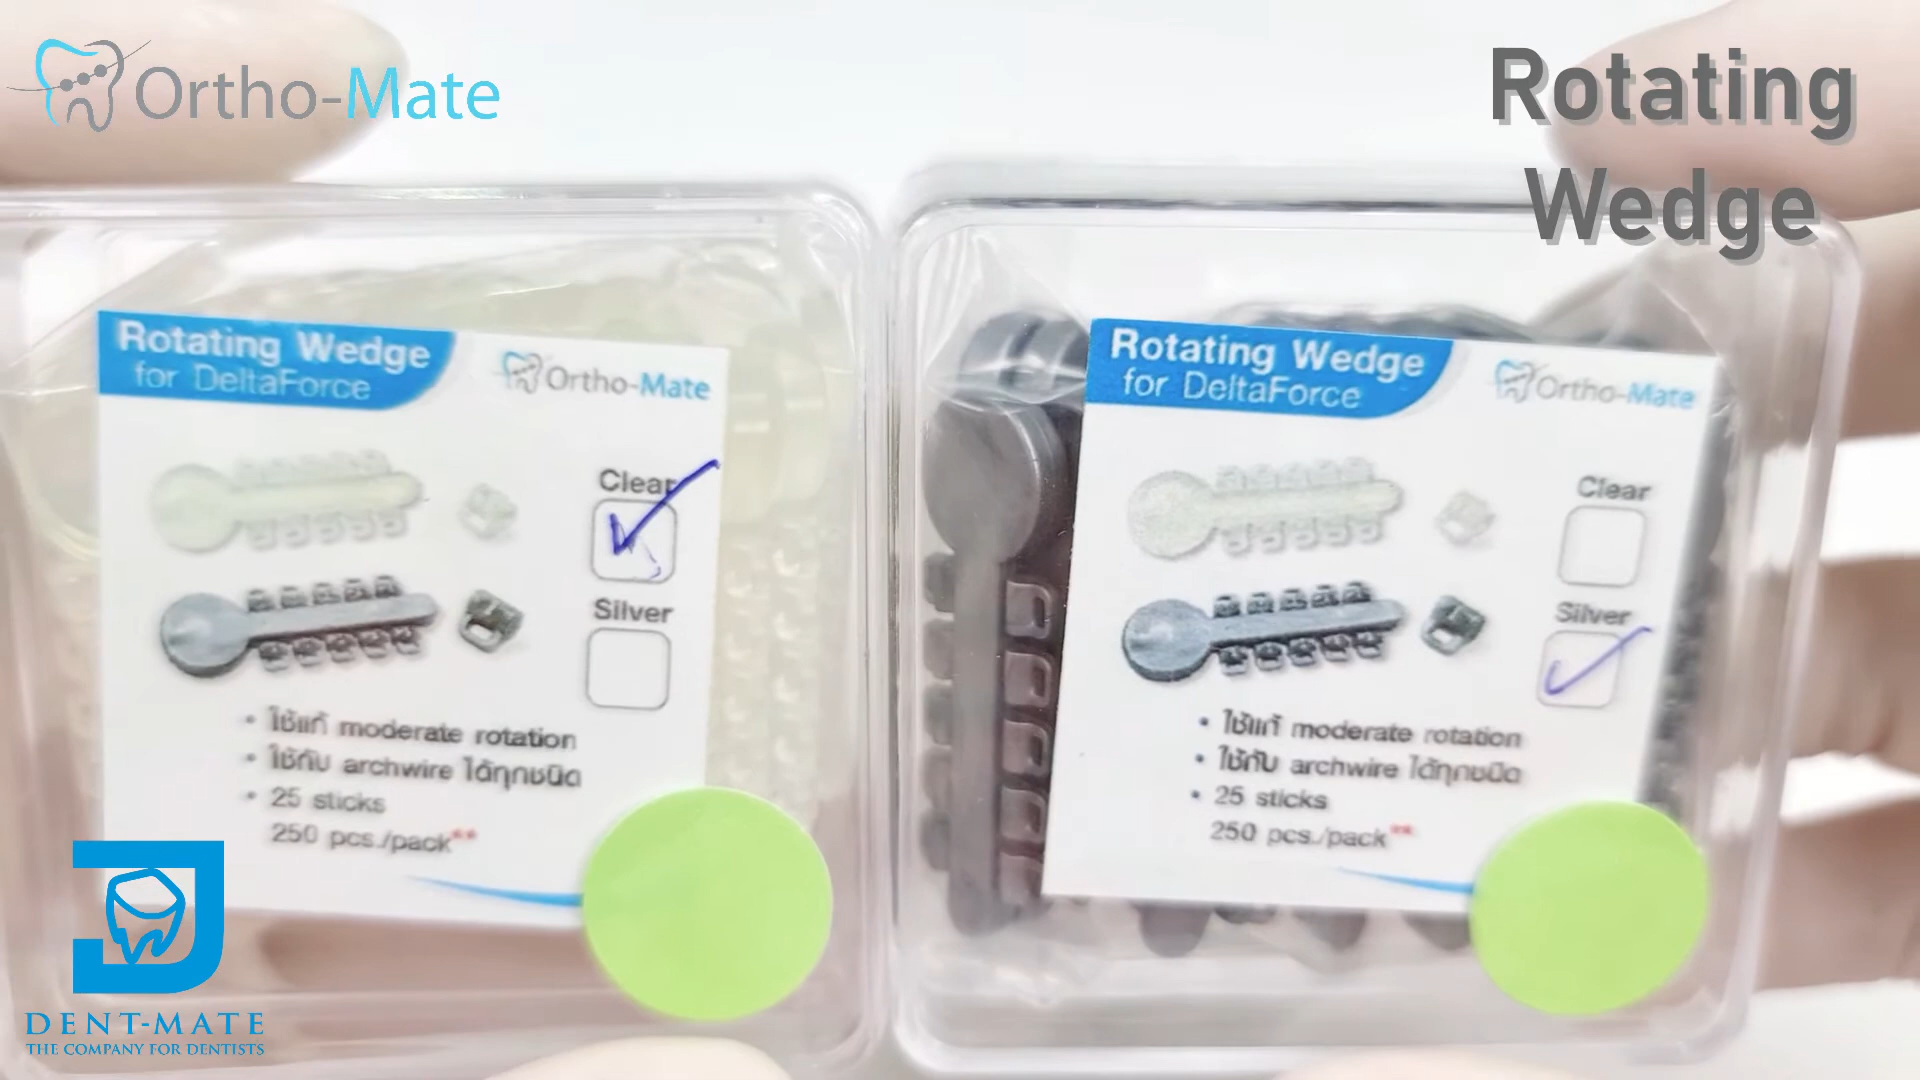 Ortho-Mate
Rotating
Wedge
Rotating Wedge
for DeltaForce
Ortho-Mate
Clear
Silver
• ใช้แก้ moderate rotation
• ใช้กับ archwire ได้ทุกชนิด
• 25 sticks
250 pcs./pack**
Rotating Wedge
for DeltaForce
Ortho-Mate
Clear
Silver
• ใช้แก้ moderate rotation
• ใช้กับ archwire ได้ทุกชนิด
• 25 sticks
250 pcs./pack**
DENT-MATE
THE COMPANY FOR DENTISTS